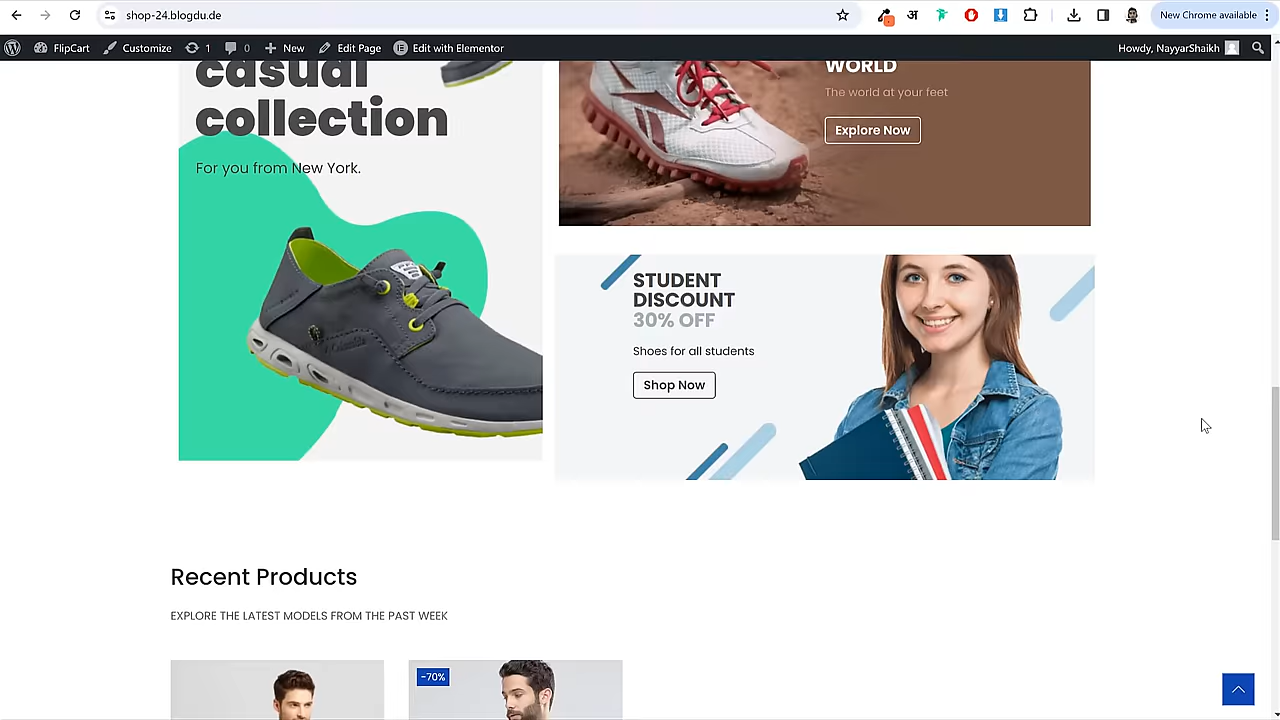 shop-24.blogdu.de
अ
New Chrome available
FlipCart
Customize
1
0
New
Edit Page
Edit with Elementor
Howdy, NayyarShaikh
casual
collection
For you from New York.
WORLD
The world at your feet
Explore Now
STUDENT
DISCOUNT
30% OFF
Shoes for all students
Shop Now
Recent Products
EXPLORE THE LATEST MODELS FROM THE PAST WEEK
-70%